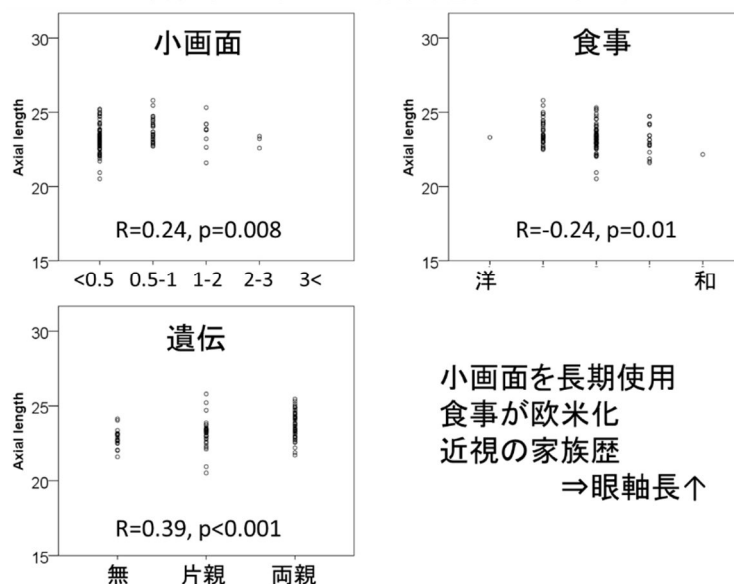 小画面
30
25
20
15
Axial length
R=0.24, p=0.008
<0.5 0.5-1 1-2 2-3 3<
食事
30
25
20
15
Axial length
R=-0.24, p=0.01
洋 和
遺伝
30
25
20
15
Axial length
R=0.39, p<0.001
無 片親 両親
小画面を長期使用
食事が欧米化
近視の家族歴
⇒眼軸長↑